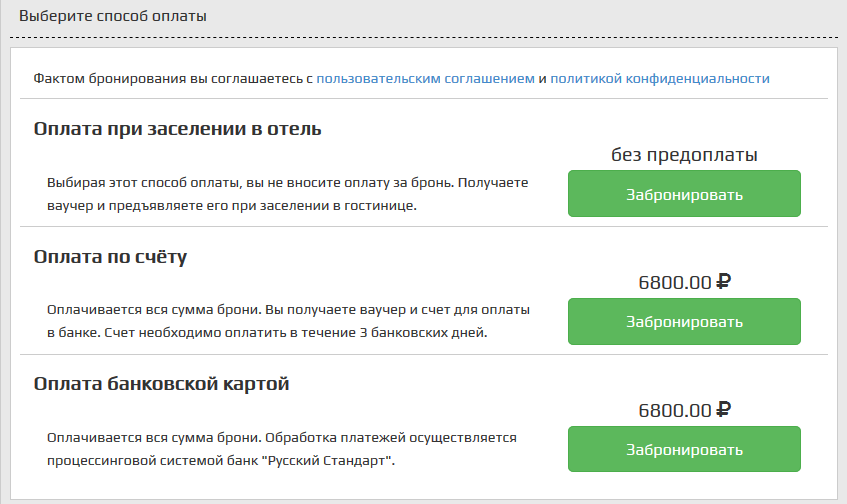 Выберите способ оплаты
Фактом бронирования вы соглашаетесь с пользовательским соглашением и политикой конфиденциальности
Оплата при заселении в отель
без предоплаты
Выбирая этот способ оплаты, вы не вносите оплату за бронь. Получаете
ваучер и предъявляете его при заселении в гостинице.
Забронировать
Оплата по счёту
6800.00 ₽
Оплачивается вся сумма брони. Вы получаете ваучер и счет для оплаты
в банке. Счет необходимо оплатить в течение 3 банковских дней.
Забронировать
Оплата банковской картой
6800.00 ₽
Оплачивается вся сумма брони. Обработка платежей осуществляется
процессинговой системой банк "Русский Стандарт".
Забронировать